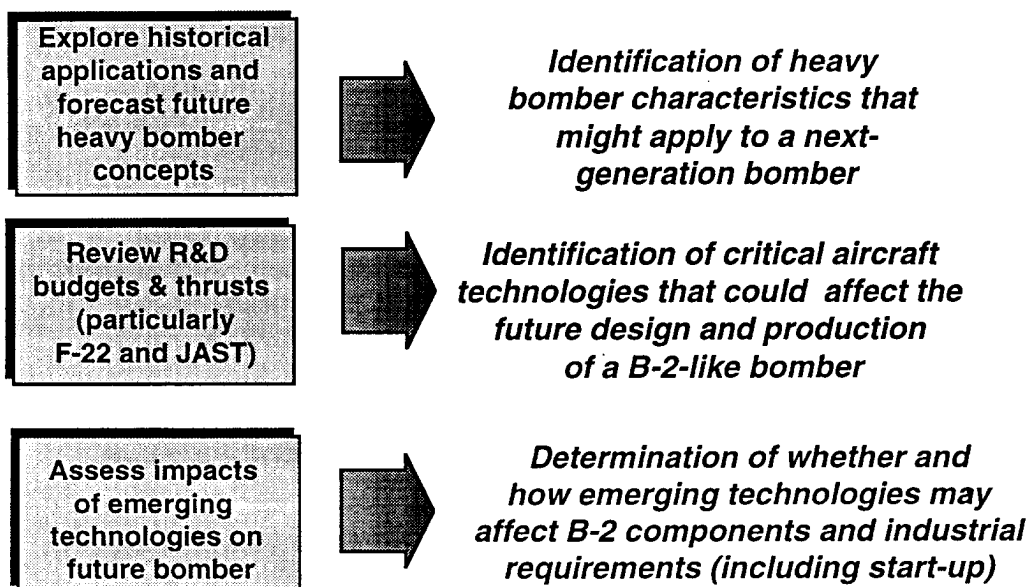 Explore historical
applications and
forecast future
heavy bomber
concepts
Identification of heavy
bomber characteristics that
might apply to a next-
generation bomber
Review R&D
budgets & thrusts
(particularly
F-22 and JAST)
Identification of critical aircraft
technologies that could affect the
future design and production
of a B-2-like bomber
Assess impacts
of emerging
technologies on
future bomber
Determination of whether and
how emerging technologies may
affect B-2 components and industrial
requirements (including start-up)